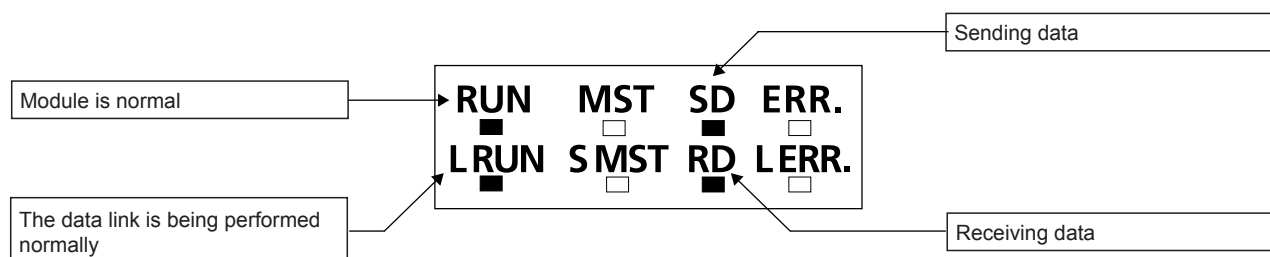 Sending data
Module is normal
RUN MST SD ERR.
L RUN S MST RD L ERR.
The data link is being performed
normally
Receiving data